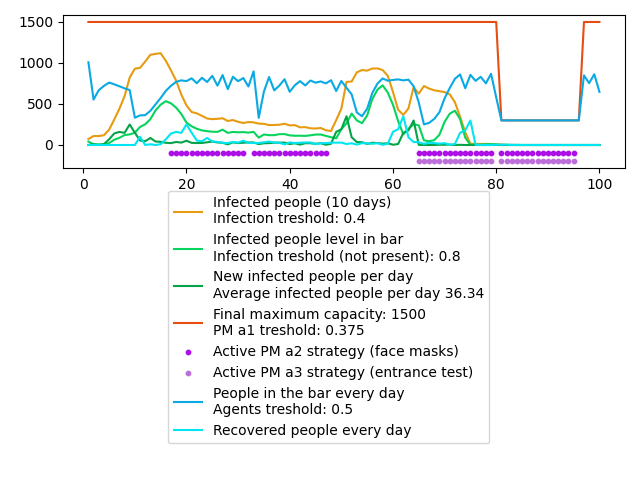 1500
1000
500
0
0 20 40 60 80 100
Infected people (10 days)
Infection treshold: 0.4
Infected people level in bar
Infection treshold (not present): 0.8
New infected people per day
Average infected people per day 36.34
Final maximum capacity: 1500
PM a1 treshold: 0.375
Active PM a2 strategy (face masks)
Active PM a3 strategy (entrance test)
People in the bar every day
Agents treshold: 0.5
Recovered people every day